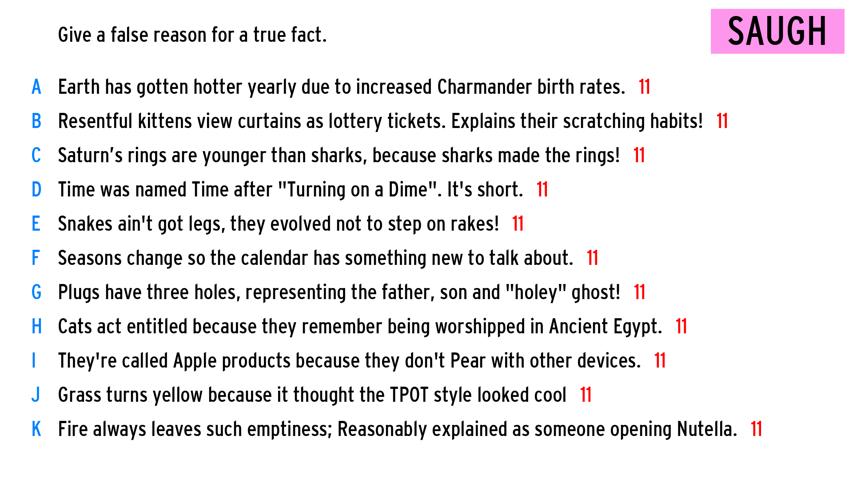 Give a false reason for a true fact.
SAUGH
A Earth has gotten hotter yearly due to increased Charmander birth rates. 11
B Resentful kittens view curtains as lottery tickets. Explains their scratching habits! 11
C Saturn’s rings are younger than sharks, because sharks made the rings! 11
D Time was named Time after "Turning on a Dime". It's short. 11
E Snakes ain't got legs, they evolved not to step on rakes! 11
F Seasons change so the calendar has something new to talk about. 11
G Plugs have three holes, representing the father, son and "holey" ghost! 11
H Cats act entitled because they remember being worshipped in Ancient Egypt. 11
I They're called Apple products because they don't Pear with other devices. 11
J Grass turns yellow because it thought the TPOT style looked cool 11
K Fire always leaves such emptiness; Reasonably explained as someone opening Nutella. 11